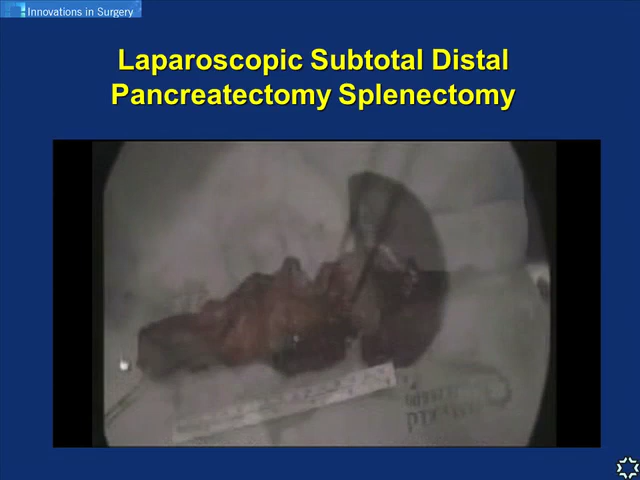 Innovations in Surgery
Laparoscopic Subtotal Distal
Pancreatectomy Splenectomy